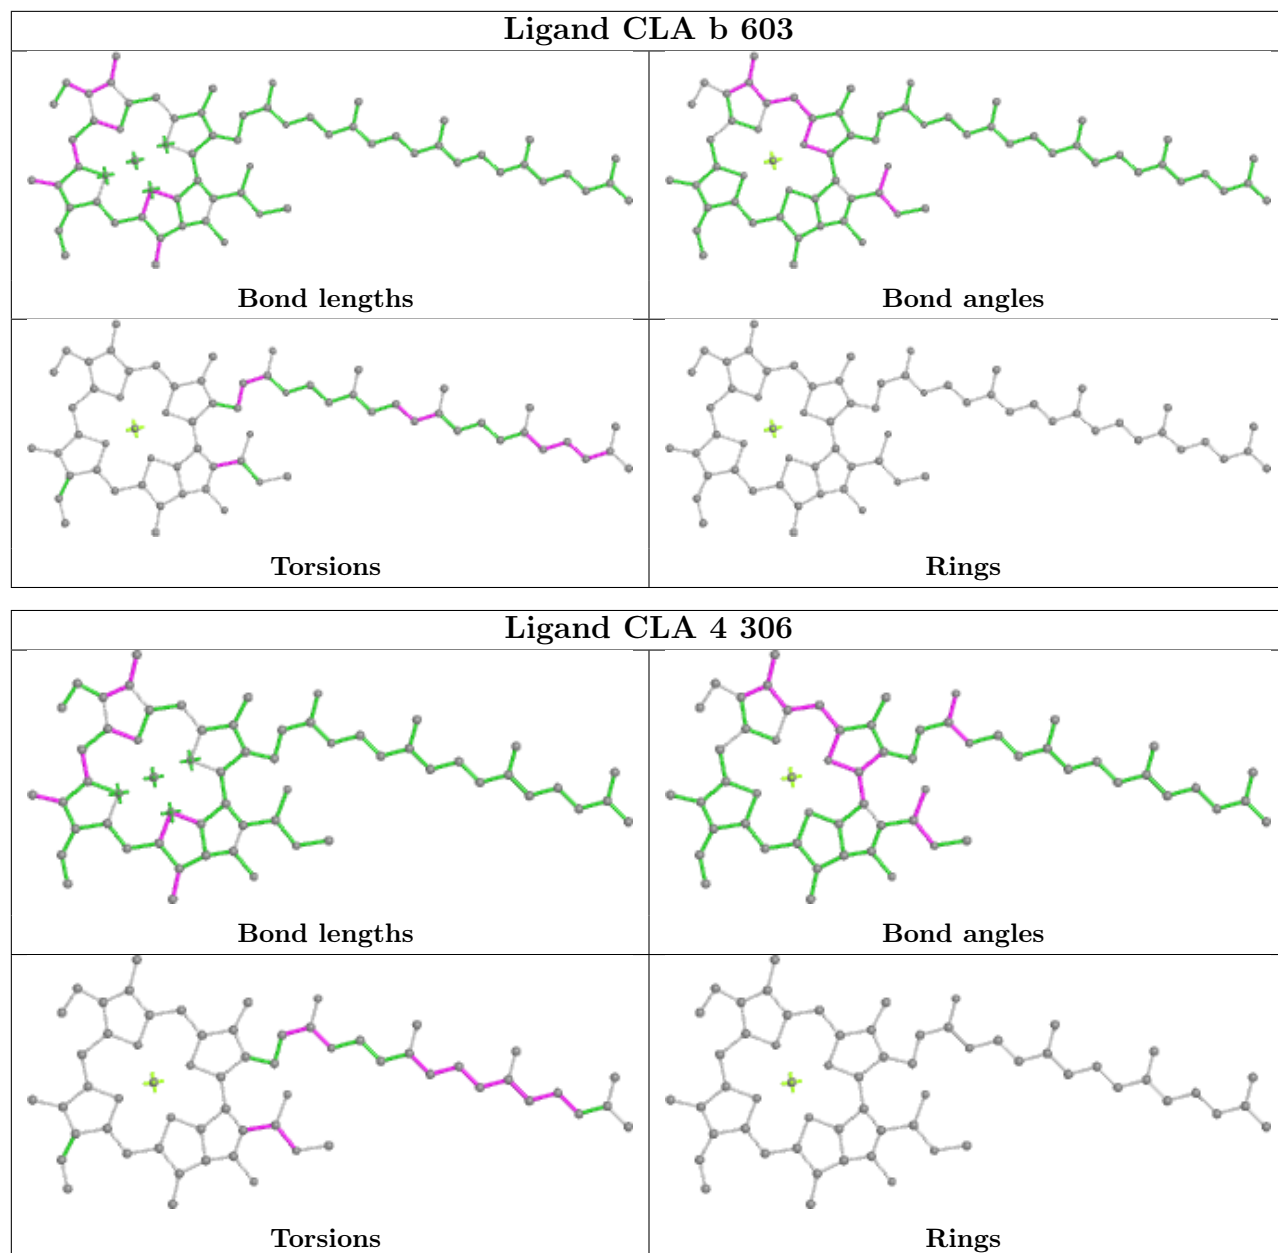 Ligand CLA b 603
Bond lengths
Bond angles
Torsions
Rings
Ligand CLA 4 306
Bond lengths
Bond angles
Torsions
Rings